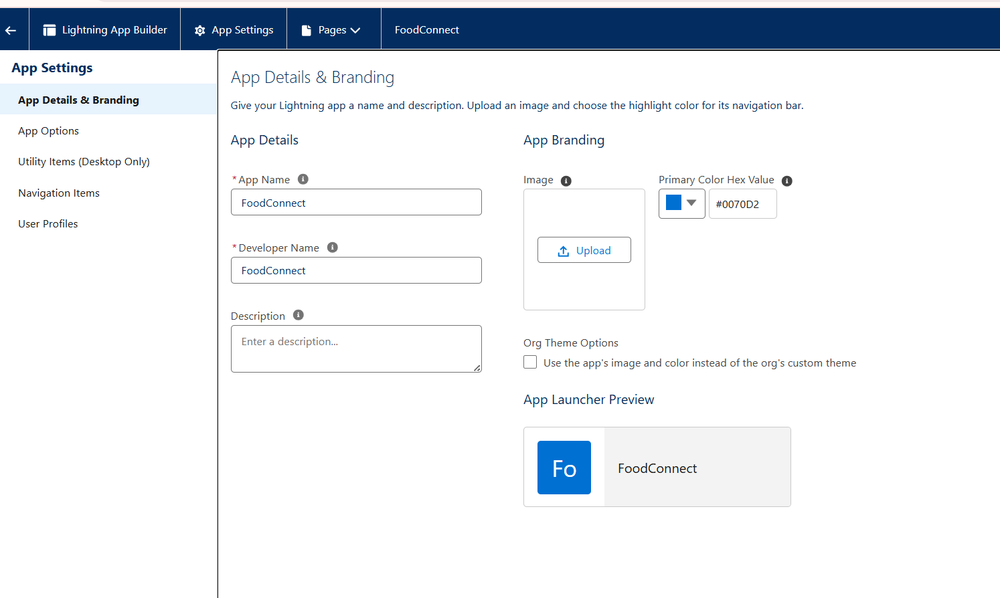 Lightning App Builder
App Settings
Pages
FoodConnect
App Settings
App Details & Branding
App Options
Utility Items (Desktop Only)
Navigation Items
User Profiles
App Details & Branding
Give your Lightning app a name and description. Upload an image and choose the highlight color for its navigation bar.
App Details
*App Name
FoodConnect
*Developer Name
FoodConnect
Description
Enter a description...
App Branding
Image
Upload
Primary Color Hex Value
#0070D2
Org Theme Options
Use the app's image and color instead of the org's custom theme
App Launcher Preview
Fo
FoodConnect